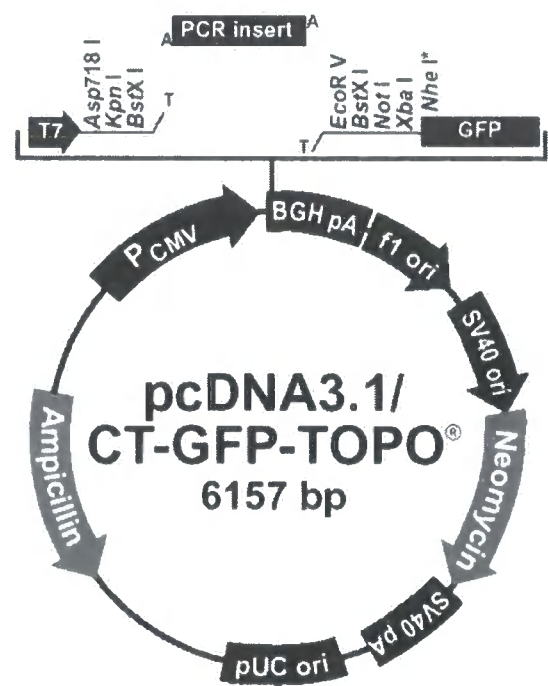 A PCR insert A
Asp718 I
Kpn I
BstX I
T
EcoR V
BstX I
Not I
Xba I
Nhe I*
T7
T
GFP
P CMV
BGH pA
f1 ori
SV40 ori
pcDNA3.1/
CT-GFP-TOPO®
6157 bp
Ampicillin
Neomycin
SV40 pA
pUC ori